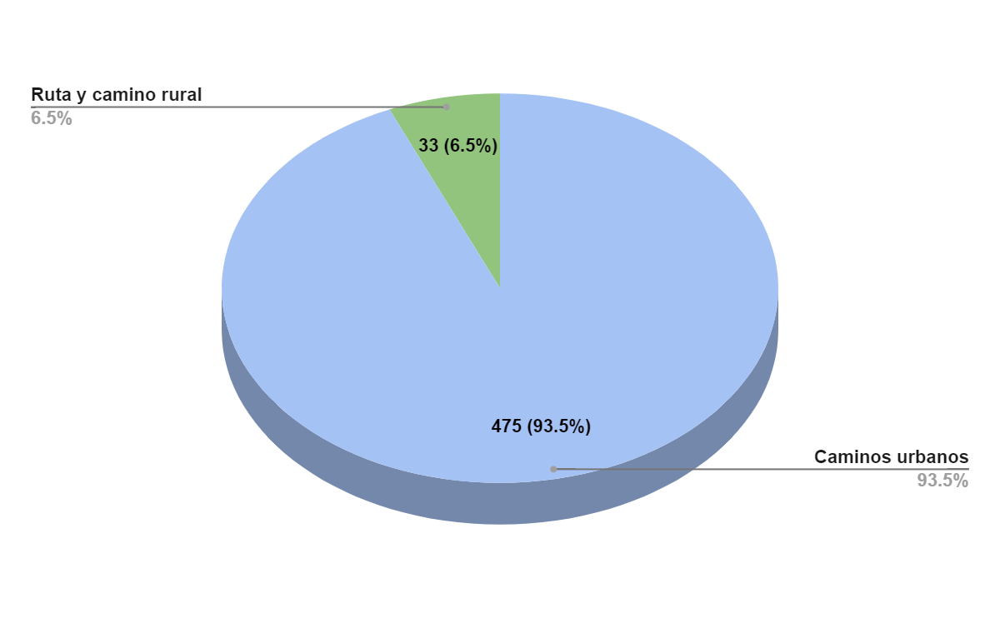 Ruta y camino rural
6.5%
33 (6.5%)
475 (93.5%)
Caminos urbanos
93.5%